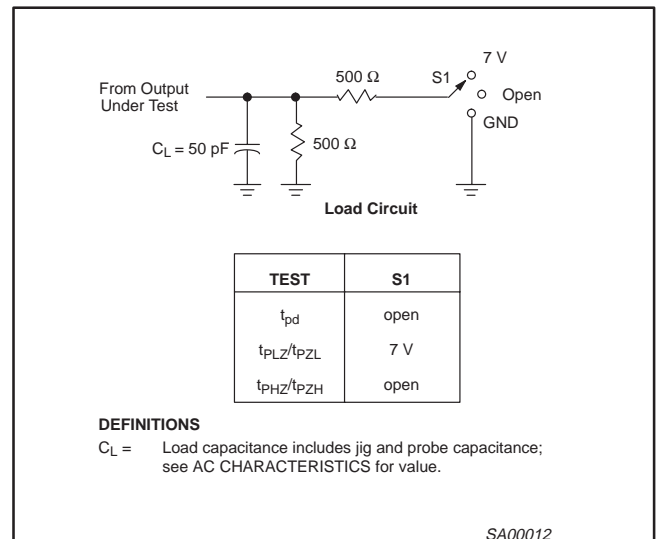 7 V
500 Ω
S1
From Output
Under Test
Open
GND
C_L = 50 pF
500 Ω
Load Circuit
TEST S1
t_pd open
t_PLZ/t_PZL 7 V
t_PHZ/t_PZH open
DEFINITIONS
C_L = Load capacitance includes jig and probe capacitance;
see AC CHARACTERISTICS for value.
SA00012